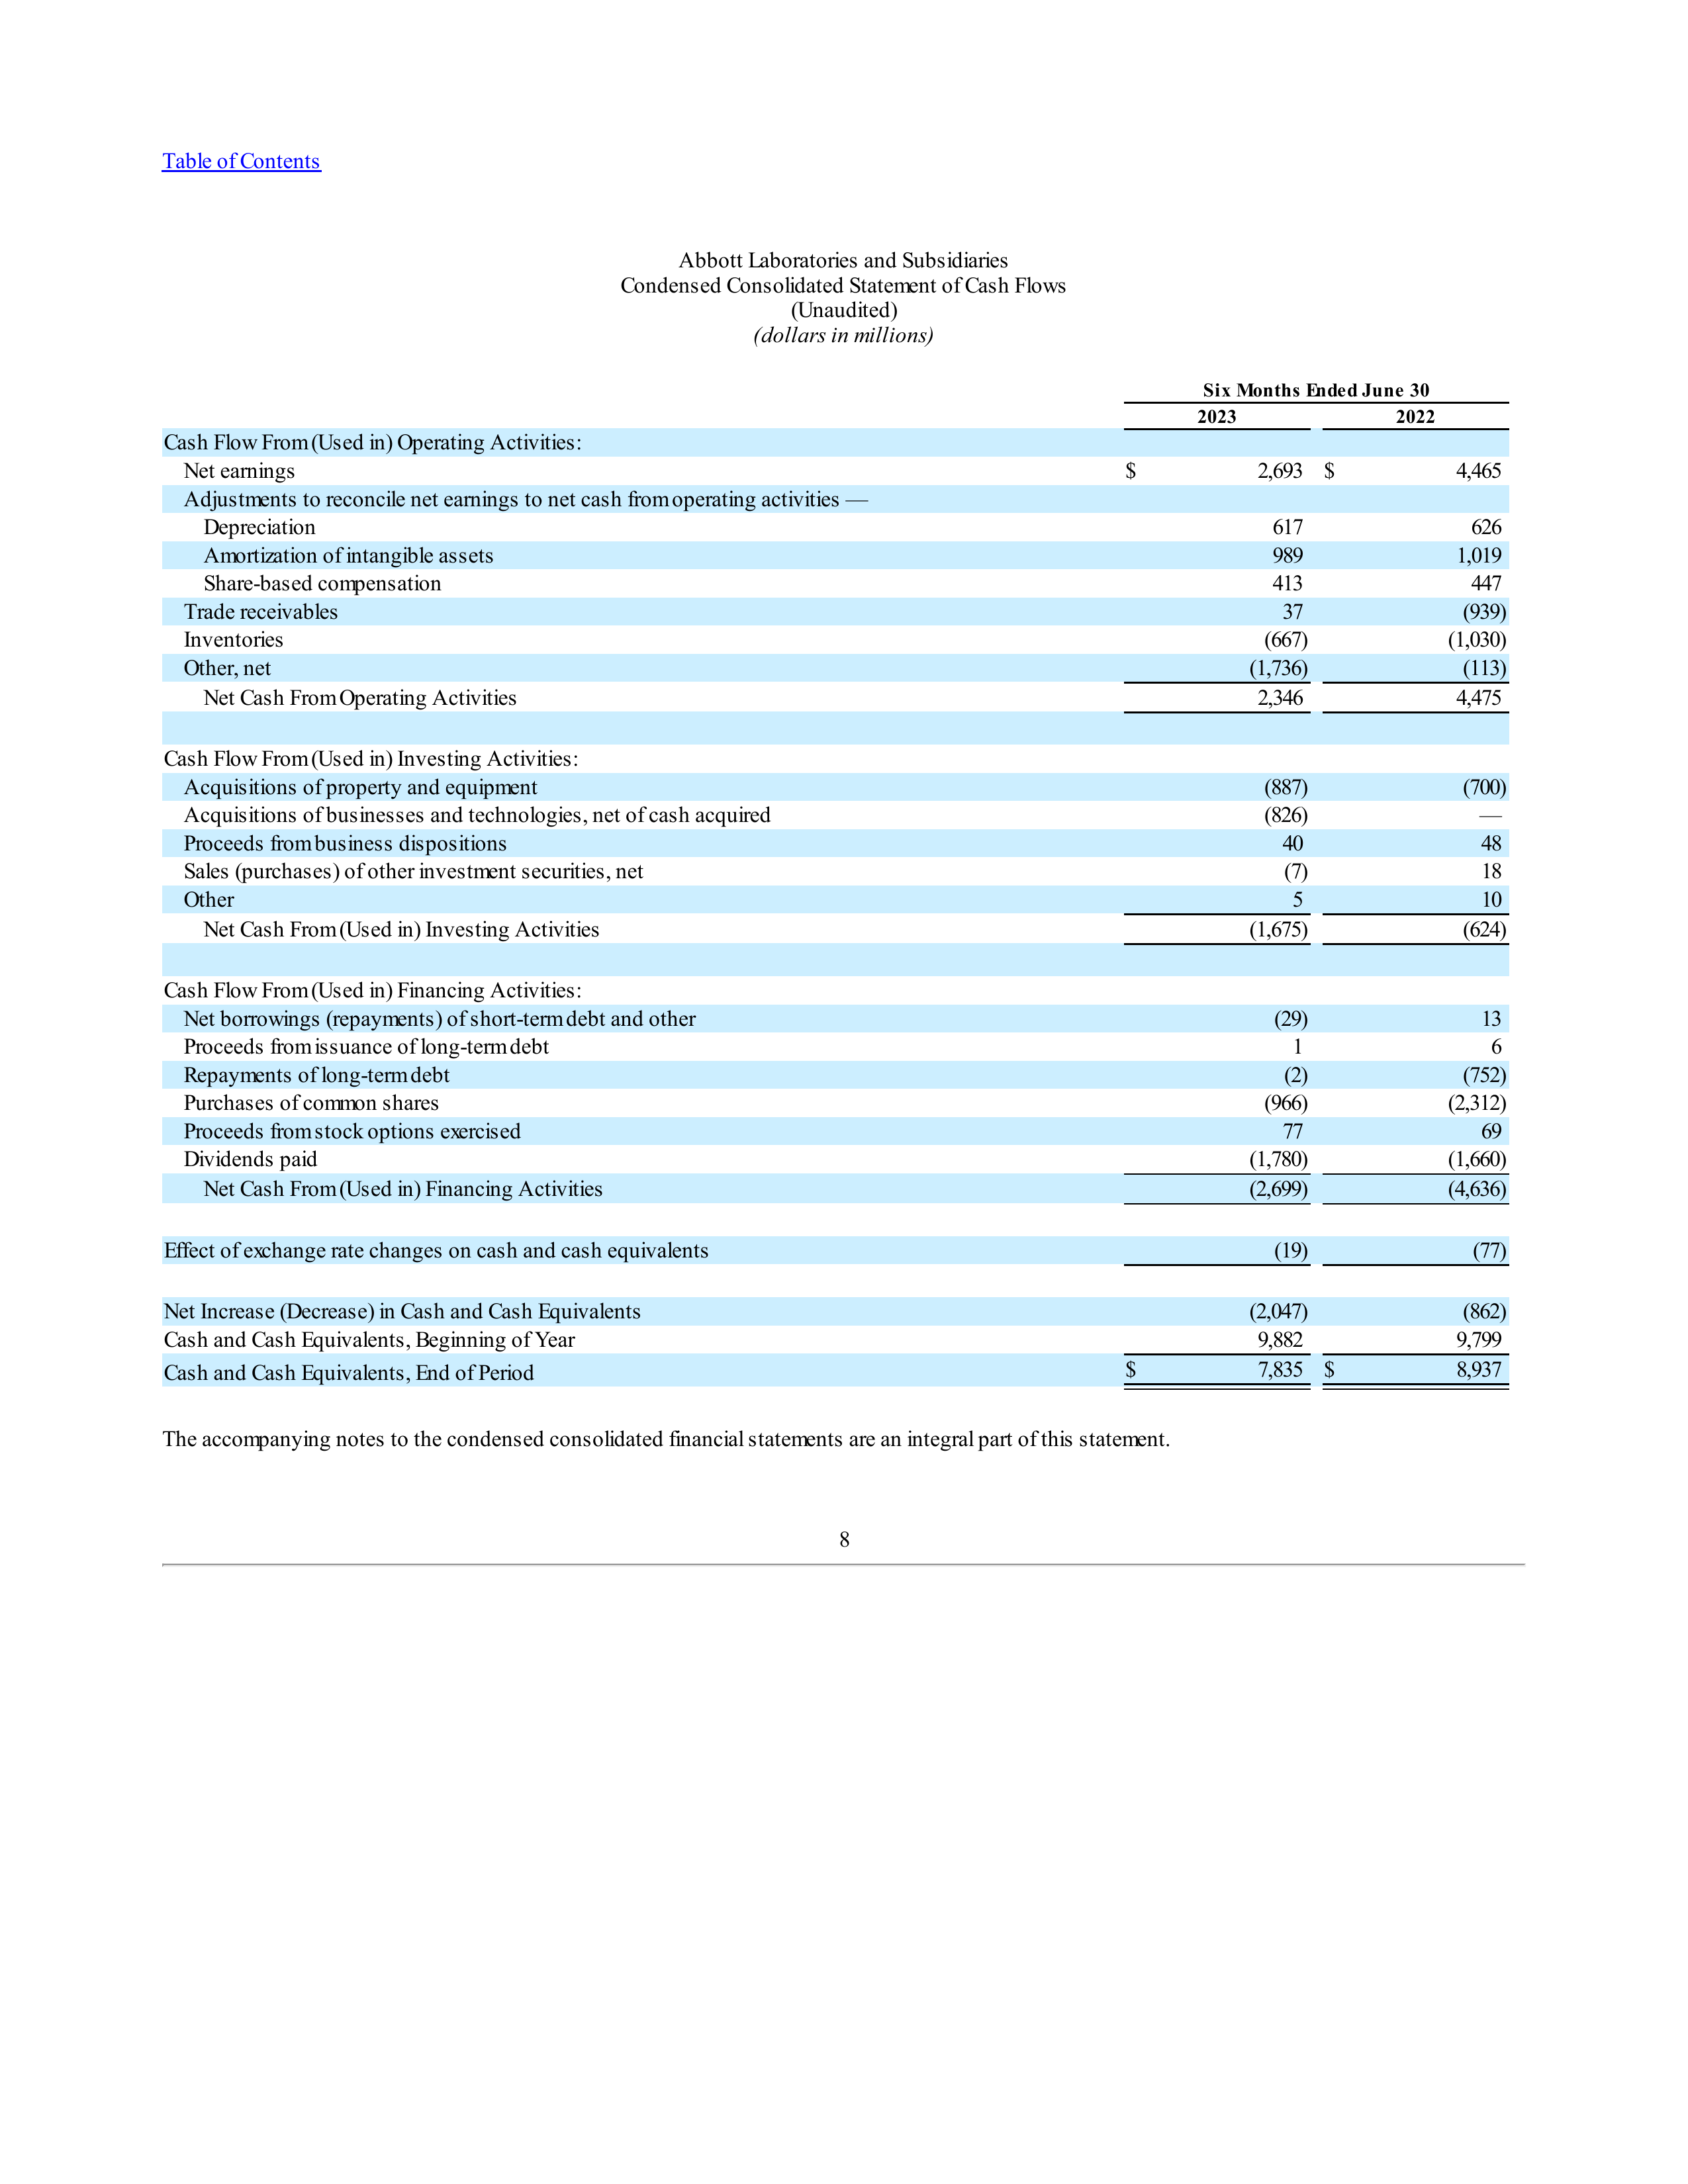 Table of Contents
Abbott Laboratories and Subsidiaries
Condensed Consolidated Statement of Cash Flows
(Unaudited)
(dollars in millions)
Six Months Ended June 30
2023 2022
Cash Flow From (Used in) Operating Activities:
Net earnings $ 2,693 $ 4,465
Adjustments to reconcile net earnings to net cash from operating activities —
Depreciation 617 626
Amortization of intangible assets 989 1,019
Share-based compensation 413 447
Trade receivables 37 (939)
Inventories (667) (1,030)
Other, net (1,736) (113)
Net Cash From Operating Activities 2,346 4,475
Cash Flow From (Used in) Investing Activities:
Acquisitions of property and equipment (887) (700)
Acquisitions of businesses and technologies, net of cash acquired (826) —
Proceeds from business dispositions 40 48
Sales (purchases) of other investment securities, net (7) 18
Other 5 10
Net Cash From (Used in) Investing Activities (1,675) (624)
Cash Flow From (Used in) Financing Activities:
Net borrowings (repayments) of short-term debt and other (29) 13
Proceeds from issuance of long-term debt 1 6
Repayments of long-term debt (2) (752)
Purchases of common shares (966) (2,312)
Proceeds from stock options exercised 77 69
Dividends paid (1,780) (1,660)
Net Cash From (Used in) Financing Activities (2,699) (4,636)
Effect of exchange rate changes on cash and cash equivalents (19) (77)
Net Increase (Decrease) in Cash and Cash Equivalents (2,047) (862)
Cash and Cash Equivalents, Beginning of Year 9,882 9,799
Cash and Cash Equivalents, End of Period $ 7,835 $ 8,937
The accompanying notes to the condensed consolidated financial statements are an integral part of this statement.
8